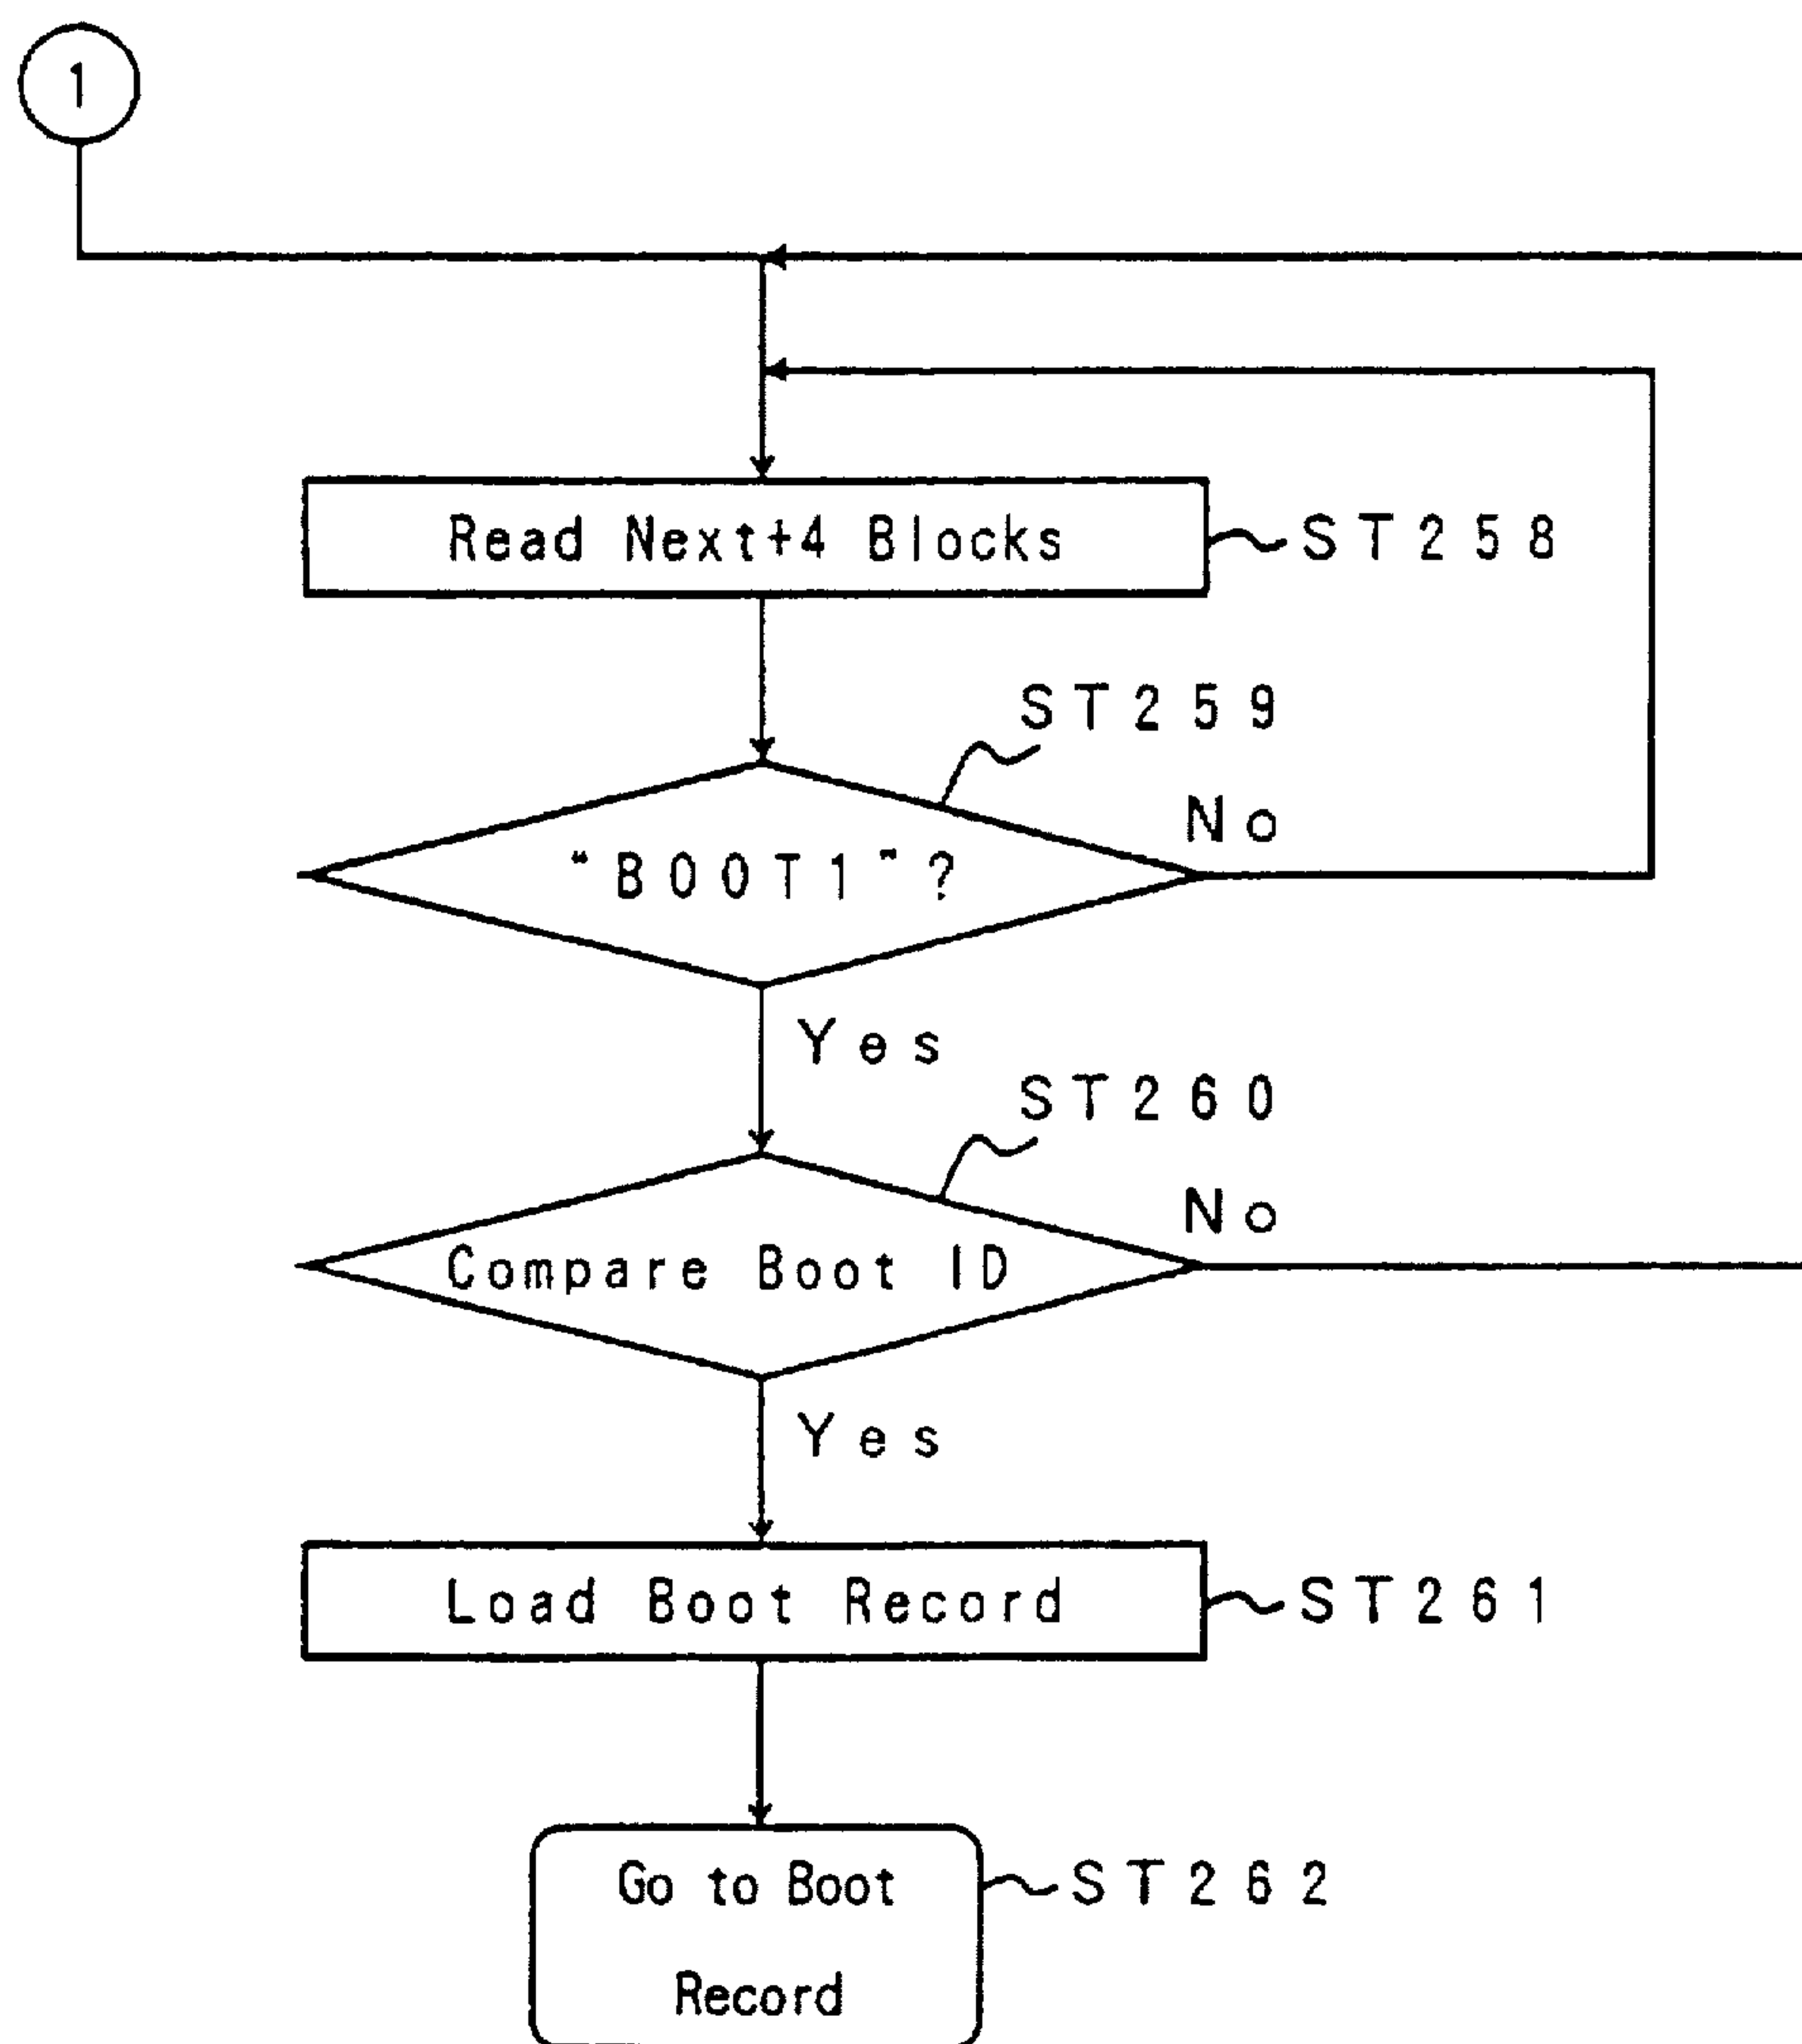 1
Read Next+4 Blocks
ST258
ST259
No
"BOOT1"?
Yes
ST260
No
Compare Boot ID
Yes
Load Boot Record
ST261
Go to Boot
Record
ST262